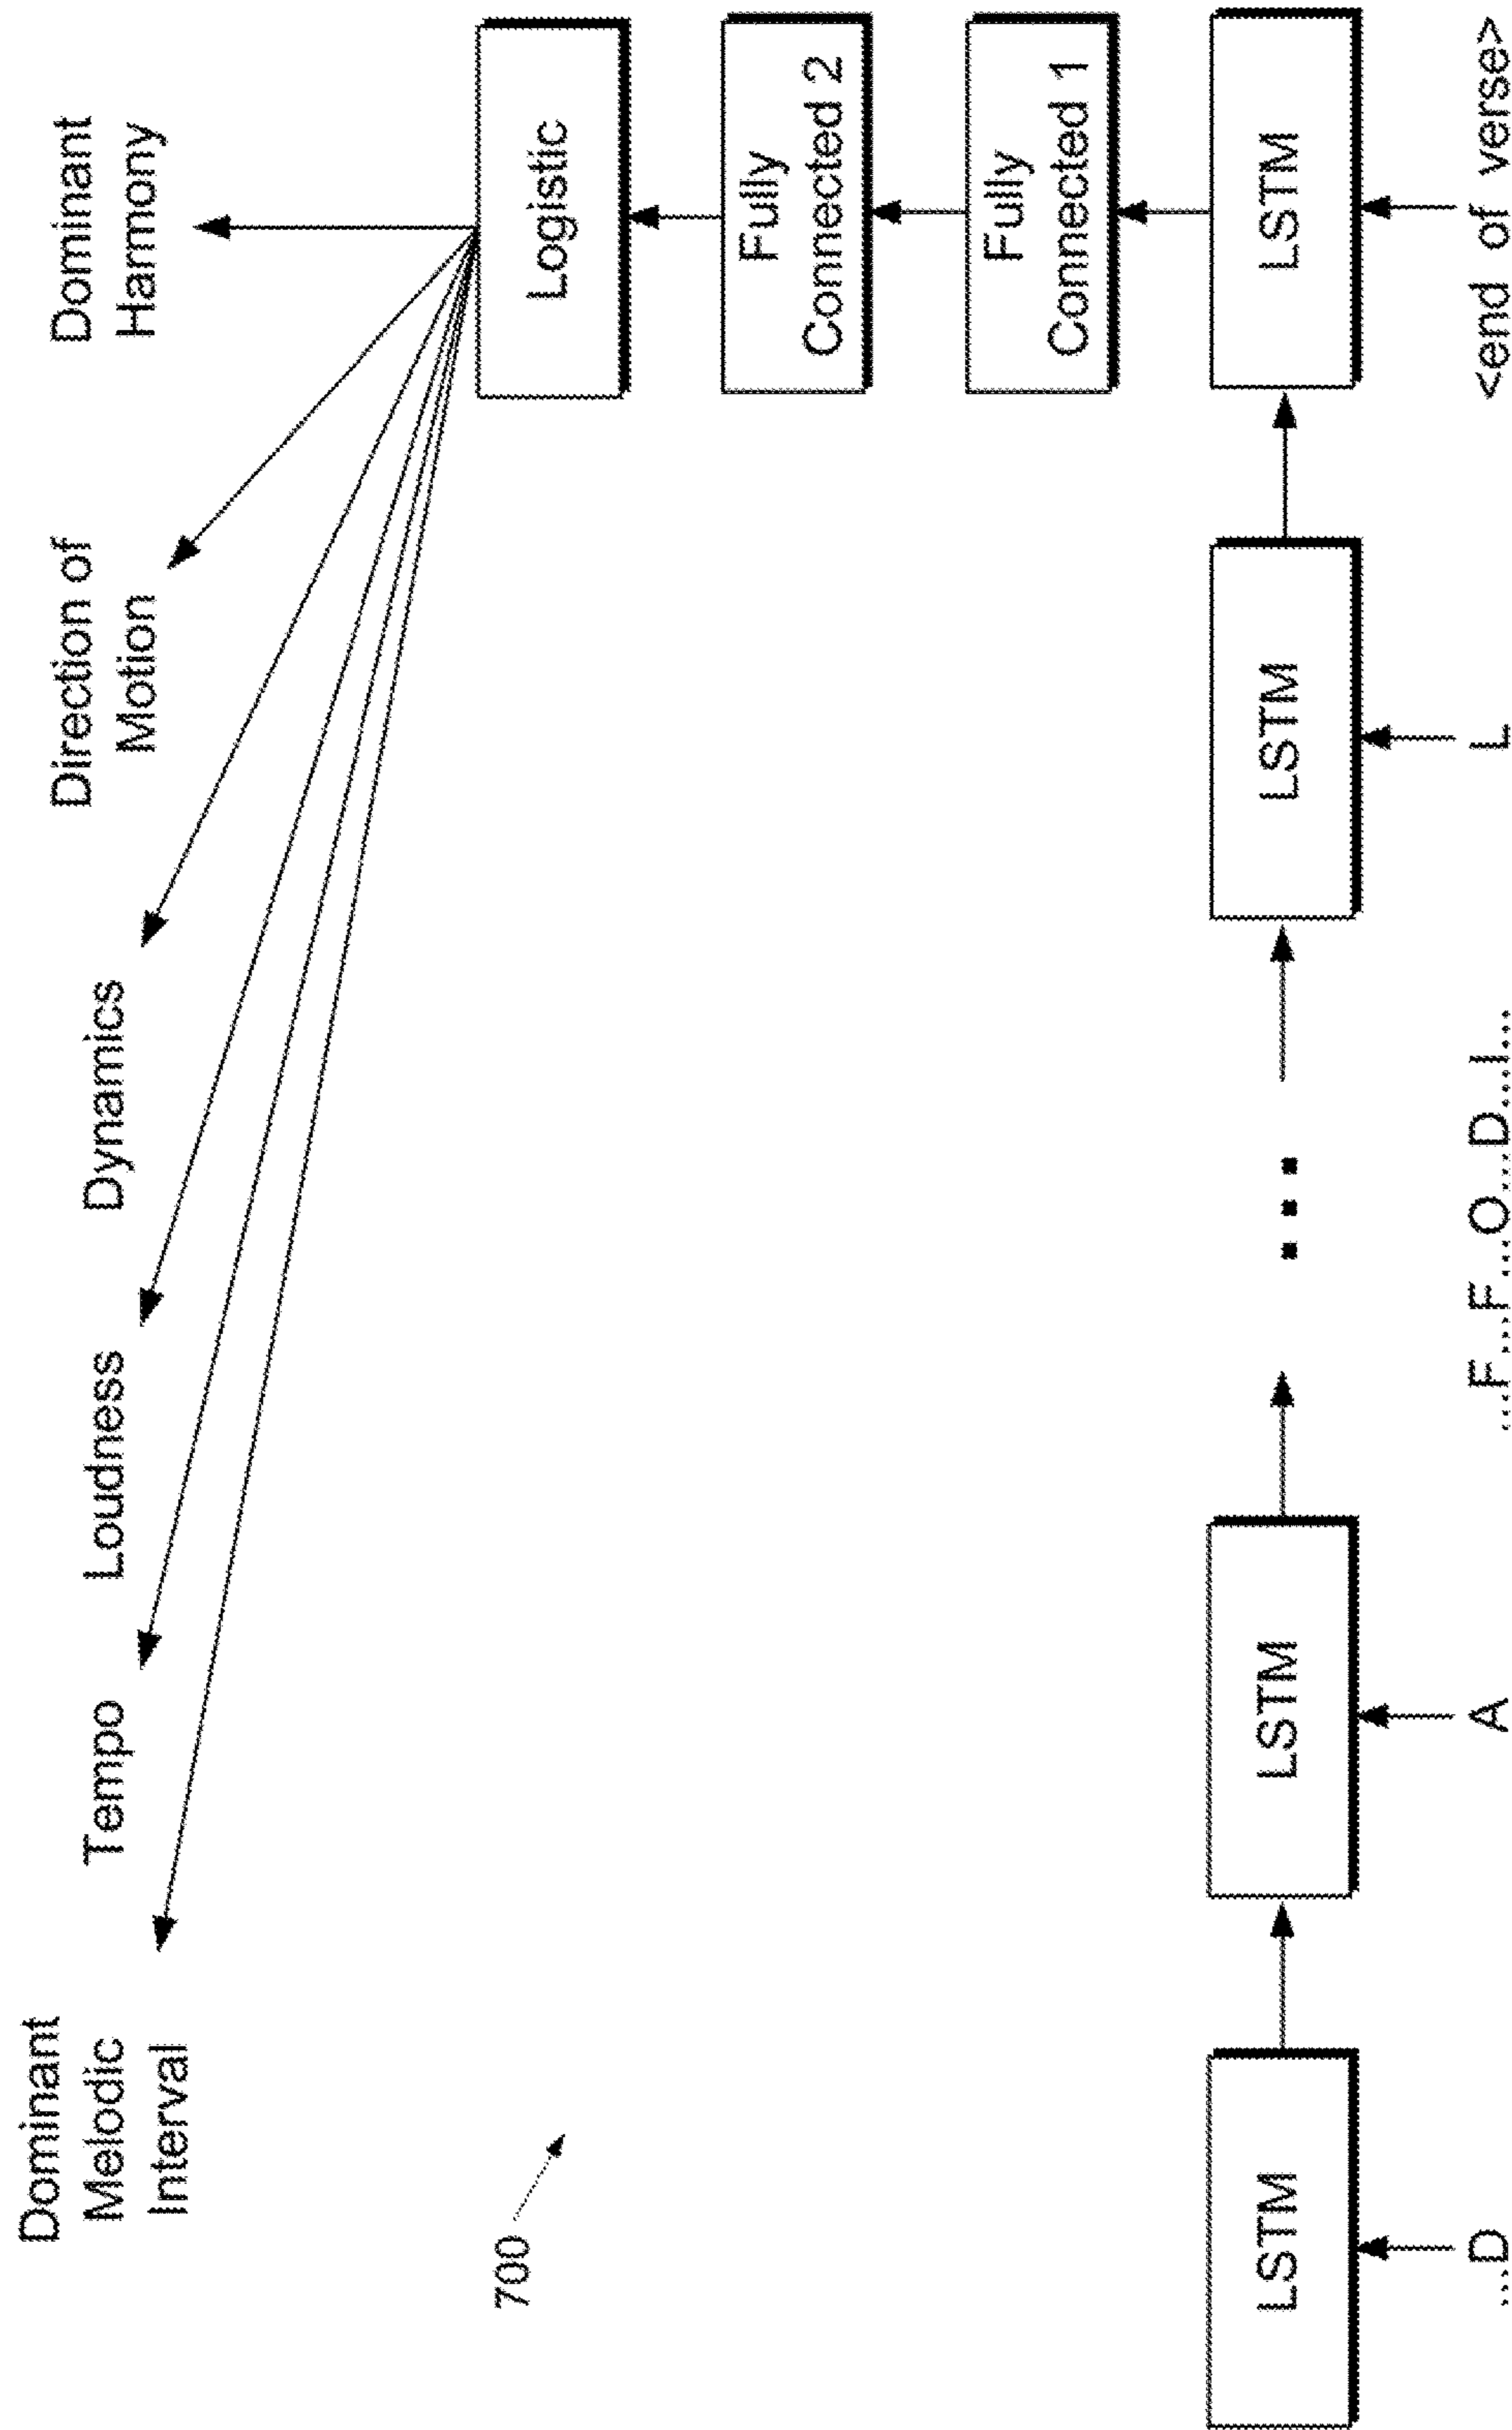 Dominant
Melodic
Interval
Tempo
Loudness
Dynamics
Direction of
Motion
Dominant
Harmony
700
Logistic
Fully
Connected 2
Fully
Connected 1
LSTM
LSTM
LSTM
LSTM
...D
A
...F...F...O...D...I...
L
<end of verse>